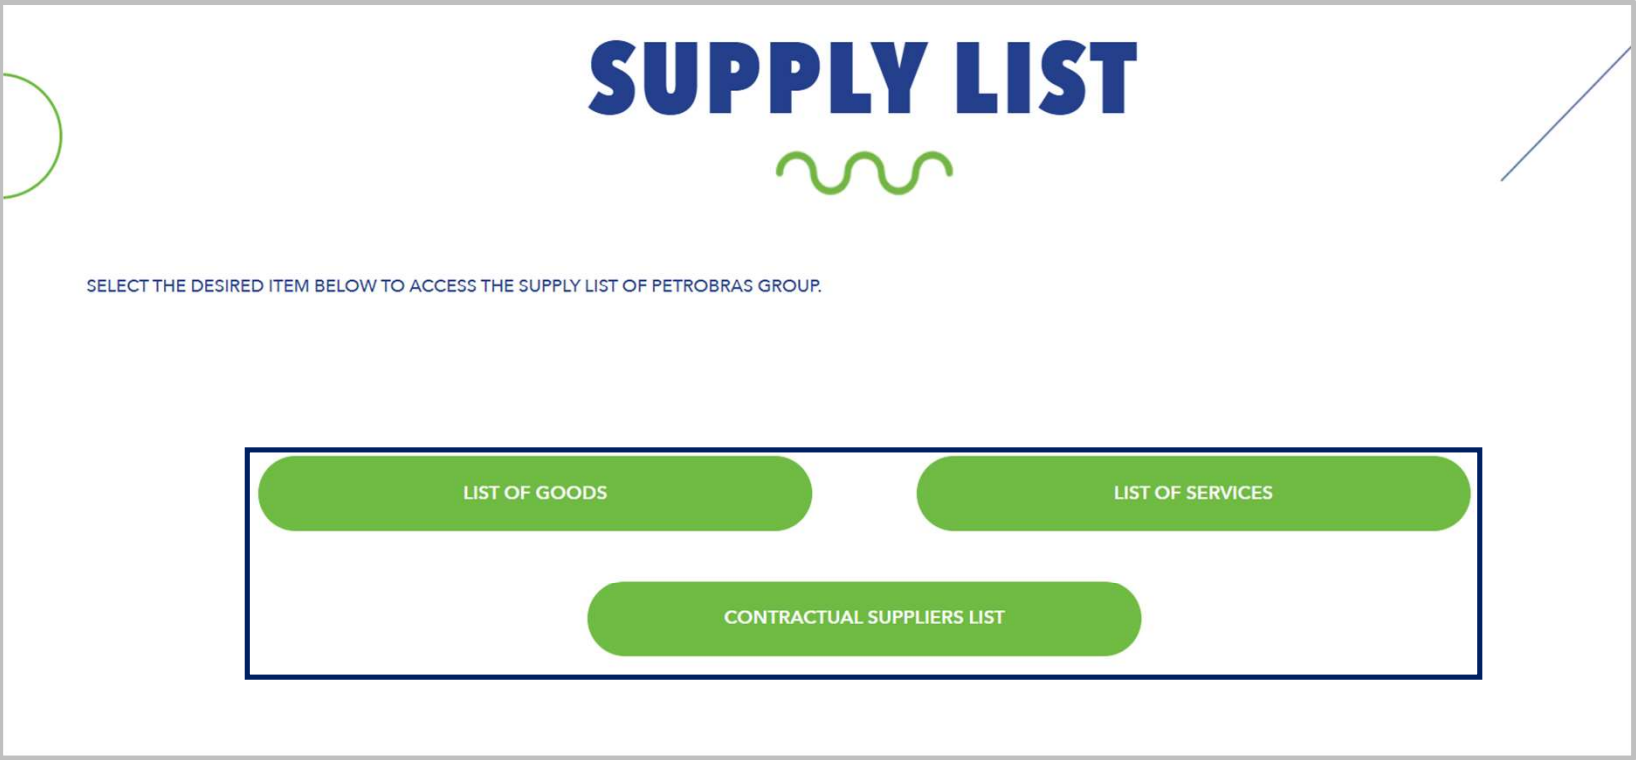 SUPPLY LIST
SELECT THE DESIRED ITEM BELOW TO ACCESS THE SUPPLY LIST OF PETROBRAS GROUP.
LIST OF GOODS
LIST OF SERVICES
CONTRACTUAL SUPPLIERS LIST